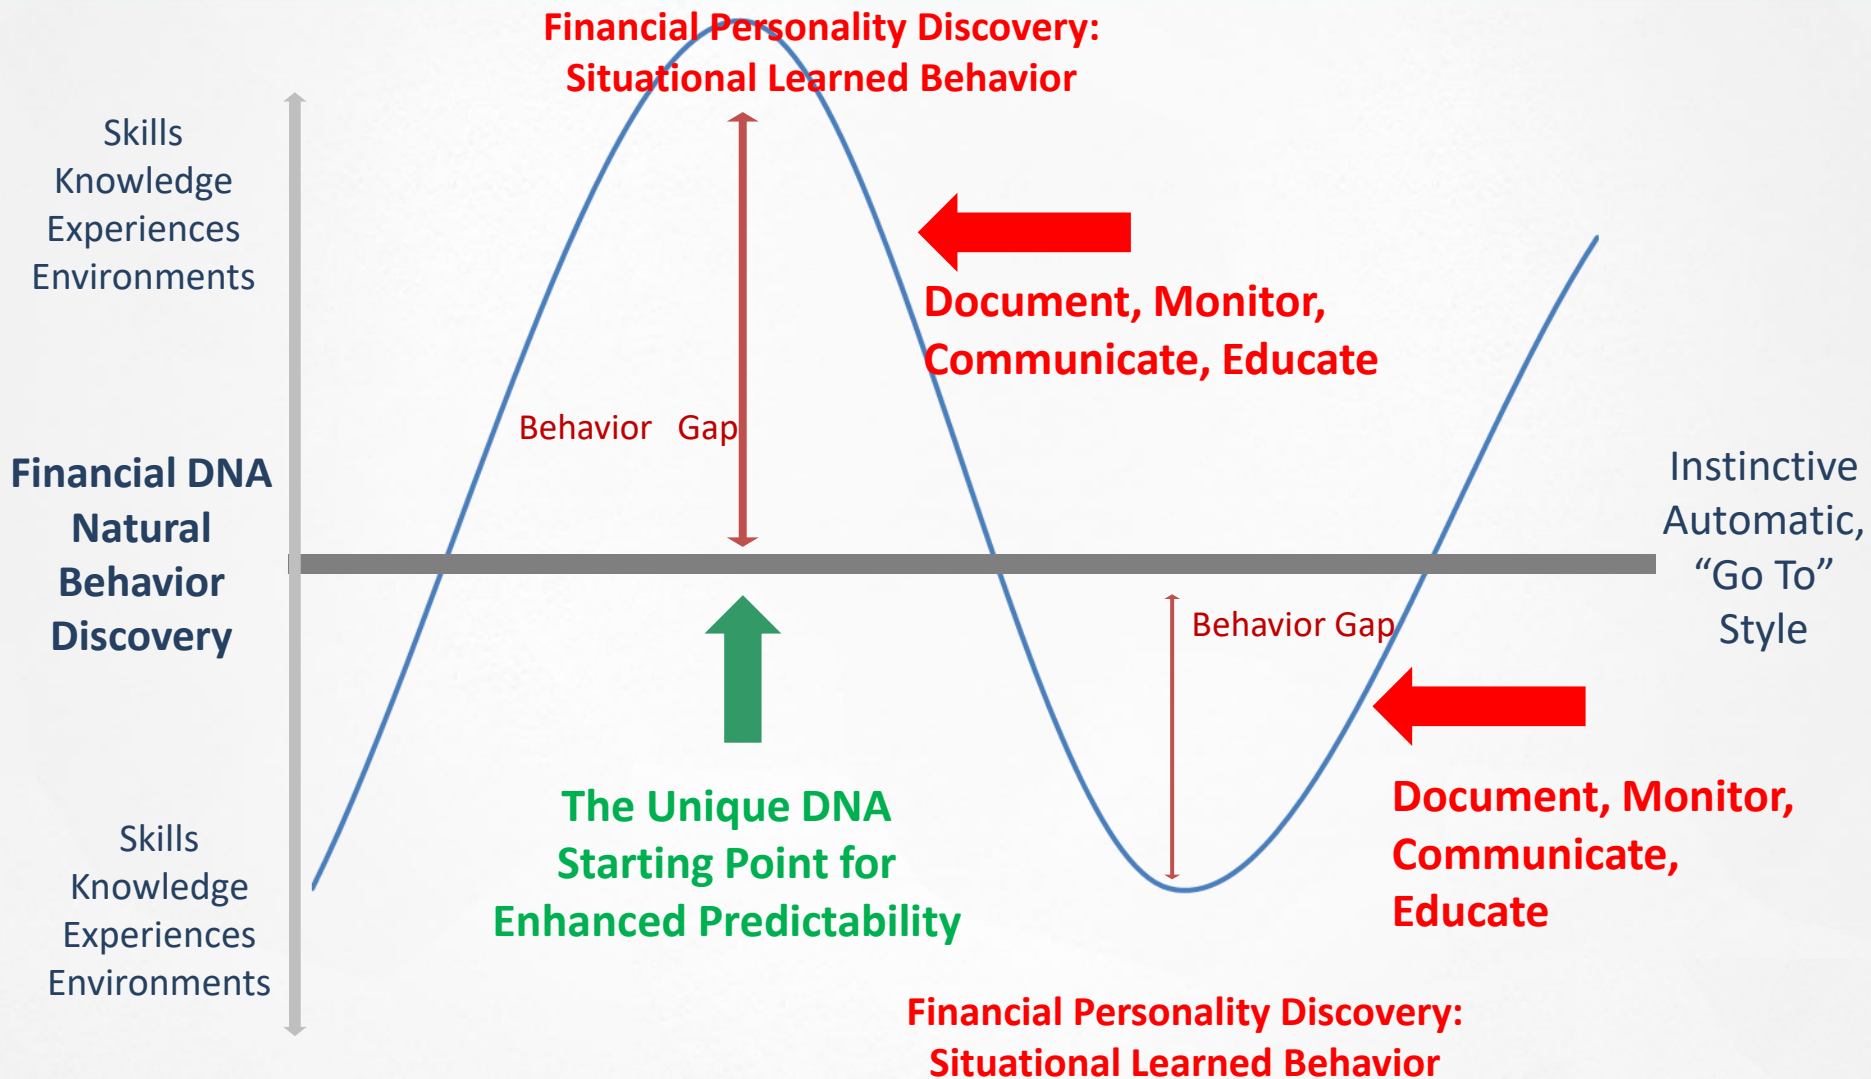 Financial Personality Discovery:
Situational Learned Behavior
Skills
Knowledge
Experiences
Environments
Document, Monitor,
Communicate, Educate
Behavior Gap
Financial DNA
Natural
Behavior
Discovery
Instinctive
Automatic,
“Go To”
Style
Behavior Gap
The Unique DNA
Starting Point for
Enhanced Predictability
Document, Monitor,
Communicate,
Educate
Skills
Knowledge
Experiences
Environments
Financial Personality Discovery:
Situational Learned Behavior